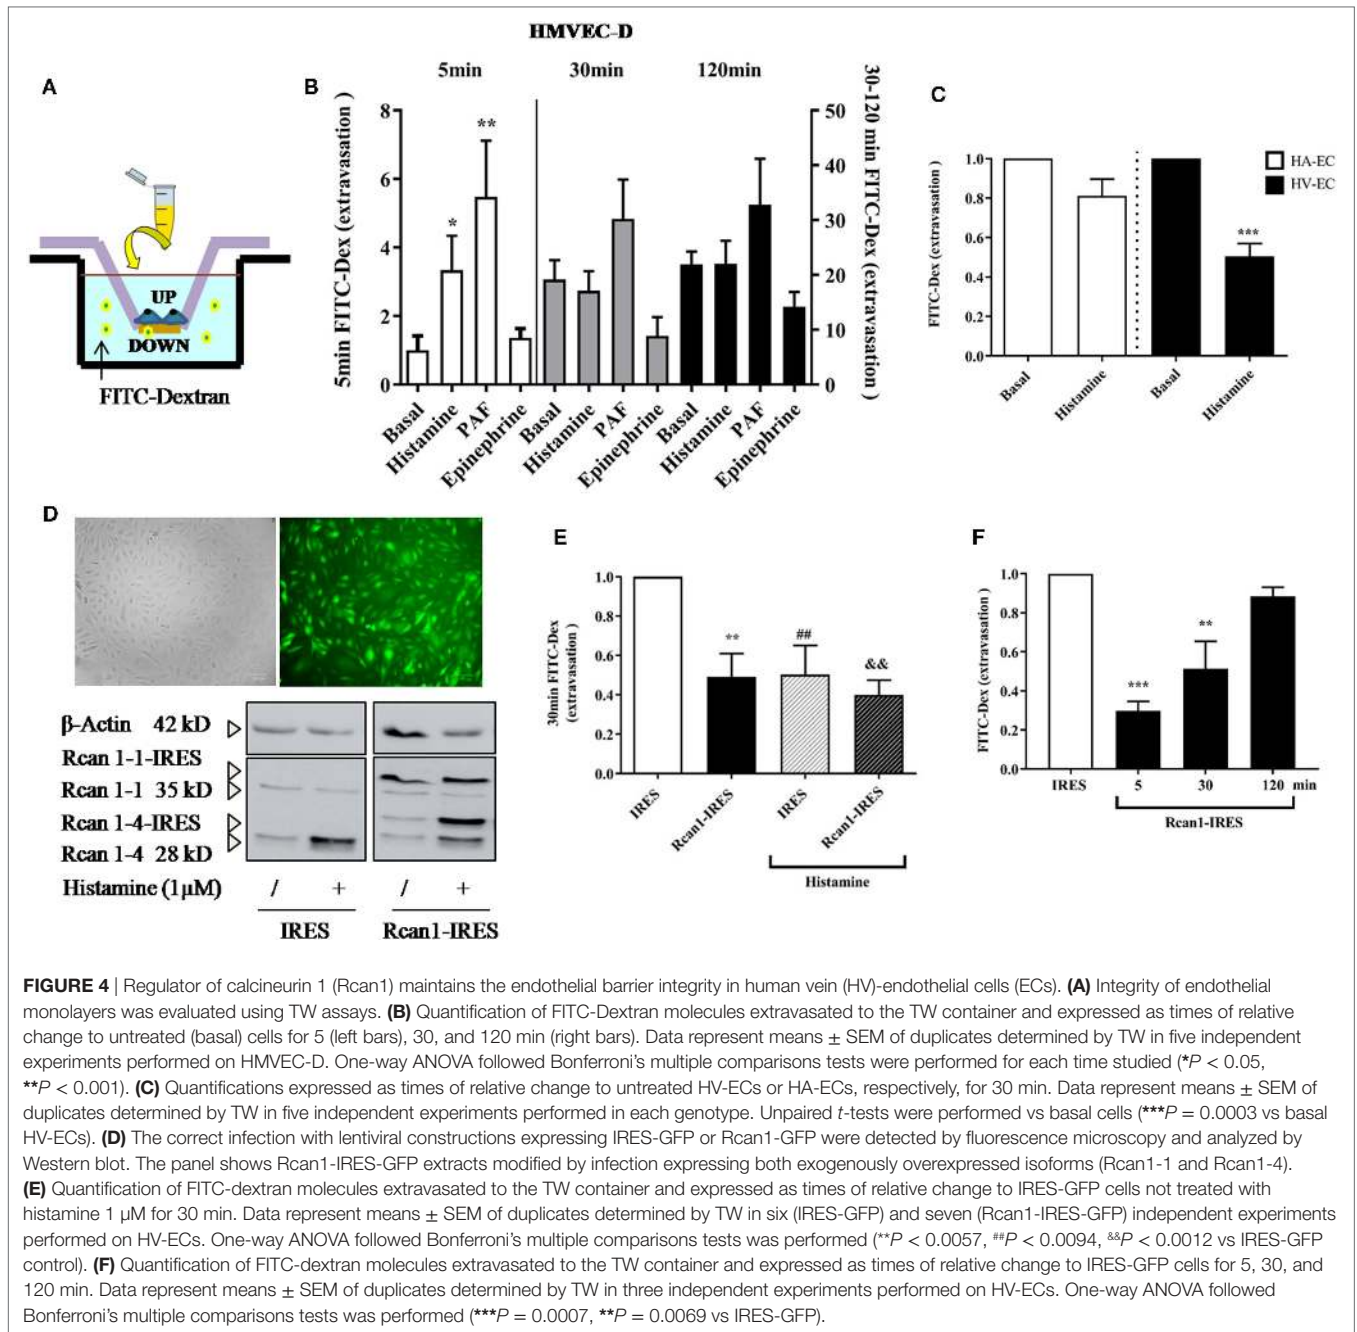 A
UP
DOWN
FITC-Dextran
B
HMVEC-D
5min 30min 120min
5min FITC-Dex (extravasation )
8
6
4
2
0
30-120 min FITC-Dex (extravasation )
50
40
30
20
10
0
*
**
Basal
Histamine
PAF
Epinephrine
Basal
Histamine
PAF
Epinephrine
Basal
Histamine
PAF
Epinephrine
C
HA-EC
HV-EC
FITC-Dex (extravasation )
1.0
0.8
0.6
0.4
0.2
0.0
***
Basal
Histamine
Basal
Histamine
D
β-Actin 42 kD
Rcan 1-1-IRES
Rcan 1-1 35 kD
Rcan 1-4-IRES
Rcan 1-4 28 kD
Histamine (1μM) / + / +
IRES Rcan1-IRES
E
30min FITC-Dex
(extravasation )
1.0
0.8
0.6
0.4
0.2
0.0
**
##
&&
IRES
Rcan1-IRES
IRES
Rcan1-IRES
Histamine
F
FITC-Dex (extravasation )
1.0
0.8
0.6
0.4
0.2
0.0
***
**
IRES 5 30 120 min
Rcan1-IRES
FIGURE 4 | Regulator of calcineurin 1 (Rcan1) maintains the endothelial barrier integrity in human vein (HV)-endothelial cells (ECs). (A) Integrity of endothelial
monolayers was evaluated using TW assays. (B) Quantification of FITC-Dextran molecules extravasated to the TW container and expressed as times of relative
change to untreated (basal) cells for 5 (left bars), 30, and 120 min (right bars). Data represent means ± SEM of duplicates determined by TW in five independent
experiments performed on HMVEC-D. One-way ANOVA followed Bonferroni's multiple comparisons tests were performed for each time studied (*P < 0.05,
**P < 0.001). (C) Quantifications expressed as times of relative change to untreated HV-ECs or HA-ECs, respectively, for 30 min. Data represent means ± SEM of
duplicates determined by TW in five independent experiments performed in each genotype. Unpaired t-tests were performed vs basal cells (***P = 0.0003 vs basal
HV-ECs). (D) The correct infection with lentiviral constructions expressing IRES-GFP or Rcan1-GFP were detected by fluorescence microscopy and analyzed by
Western blot. The panel shows Rcan1-IRES-GFP extracts modified by infection expressing both exogenously overexpressed isoforms (Rcan1-1 and Rcan1-4).
(E) Quantification of FITC-dextran molecules extravasated to the TW container and expressed as times of relative change to IRES-GFP cells not treated with
histamine 1 μM for 30 min. Data represent means ± SEM of duplicates determined by TW in six (IRES-GFP) and seven (Rcan1-IRES-GFP) independent experiments
performed on HV-ECs. One-way ANOVA followed Bonferroni's multiple comparisons tests was performed (**P < 0.0057, ##P < 0.0094, &&P < 0.0012 vs IRES-GFP
control). (F) Quantification of FITC-dextran molecules extravasated to the TW container and expressed as times of relative change to IRES-GFP cells for 5, 30, and
120 min. Data represent means ± SEM of duplicates determined by TW in three independent experiments performed on HV-ECs. One-way ANOVA followed
Bonferroni's multiple comparisons tests was performed (***P = 0.0007, **P = 0.0069 vs IRES-GFP).